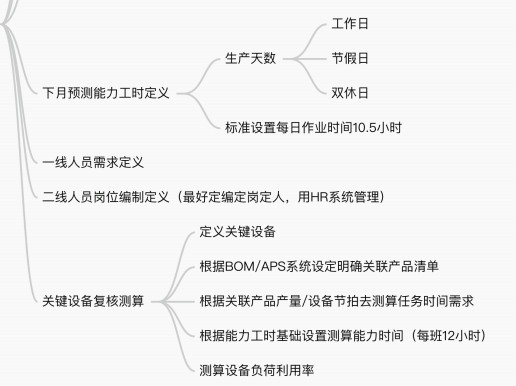 工作日
生产天数
节假日
下月预测能力工时定义
双休日
标准设置每日作业时间10.5小时
一线人员需求定义
二线人员岗位编制定义（最好定编定岗定人，用HR系统管理）
定义关键设备
根据BOM/APS系统设定明确关联产品清单
关键设备复核测算
根据关联产品产量/设备节拍去测算任务时间需求
根据能力工时基础设置测算能力时间（每班12小时）
测算设备负荷利用率